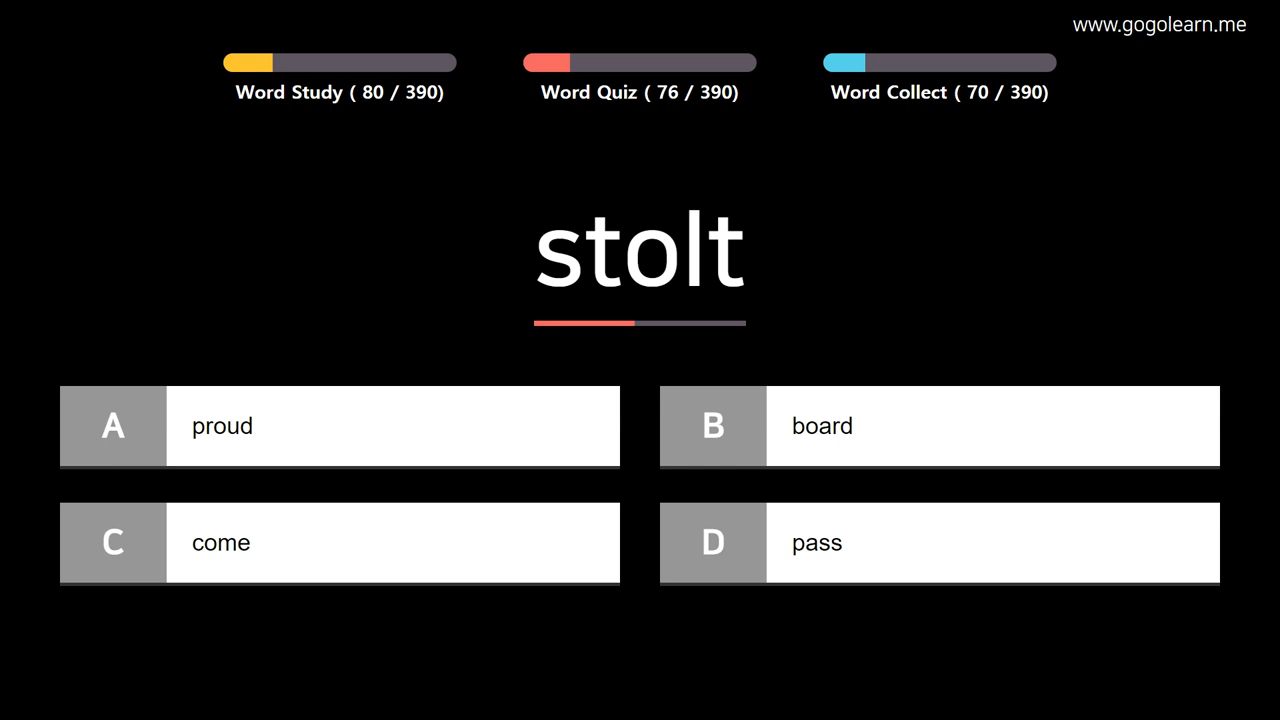 www.gogolearn.me
Word Study ( 80 / 390)
Word Quiz ( 76 / 390)
Word Collect ( 70 / 390)
stolt
A proud
B board
C come
D pass